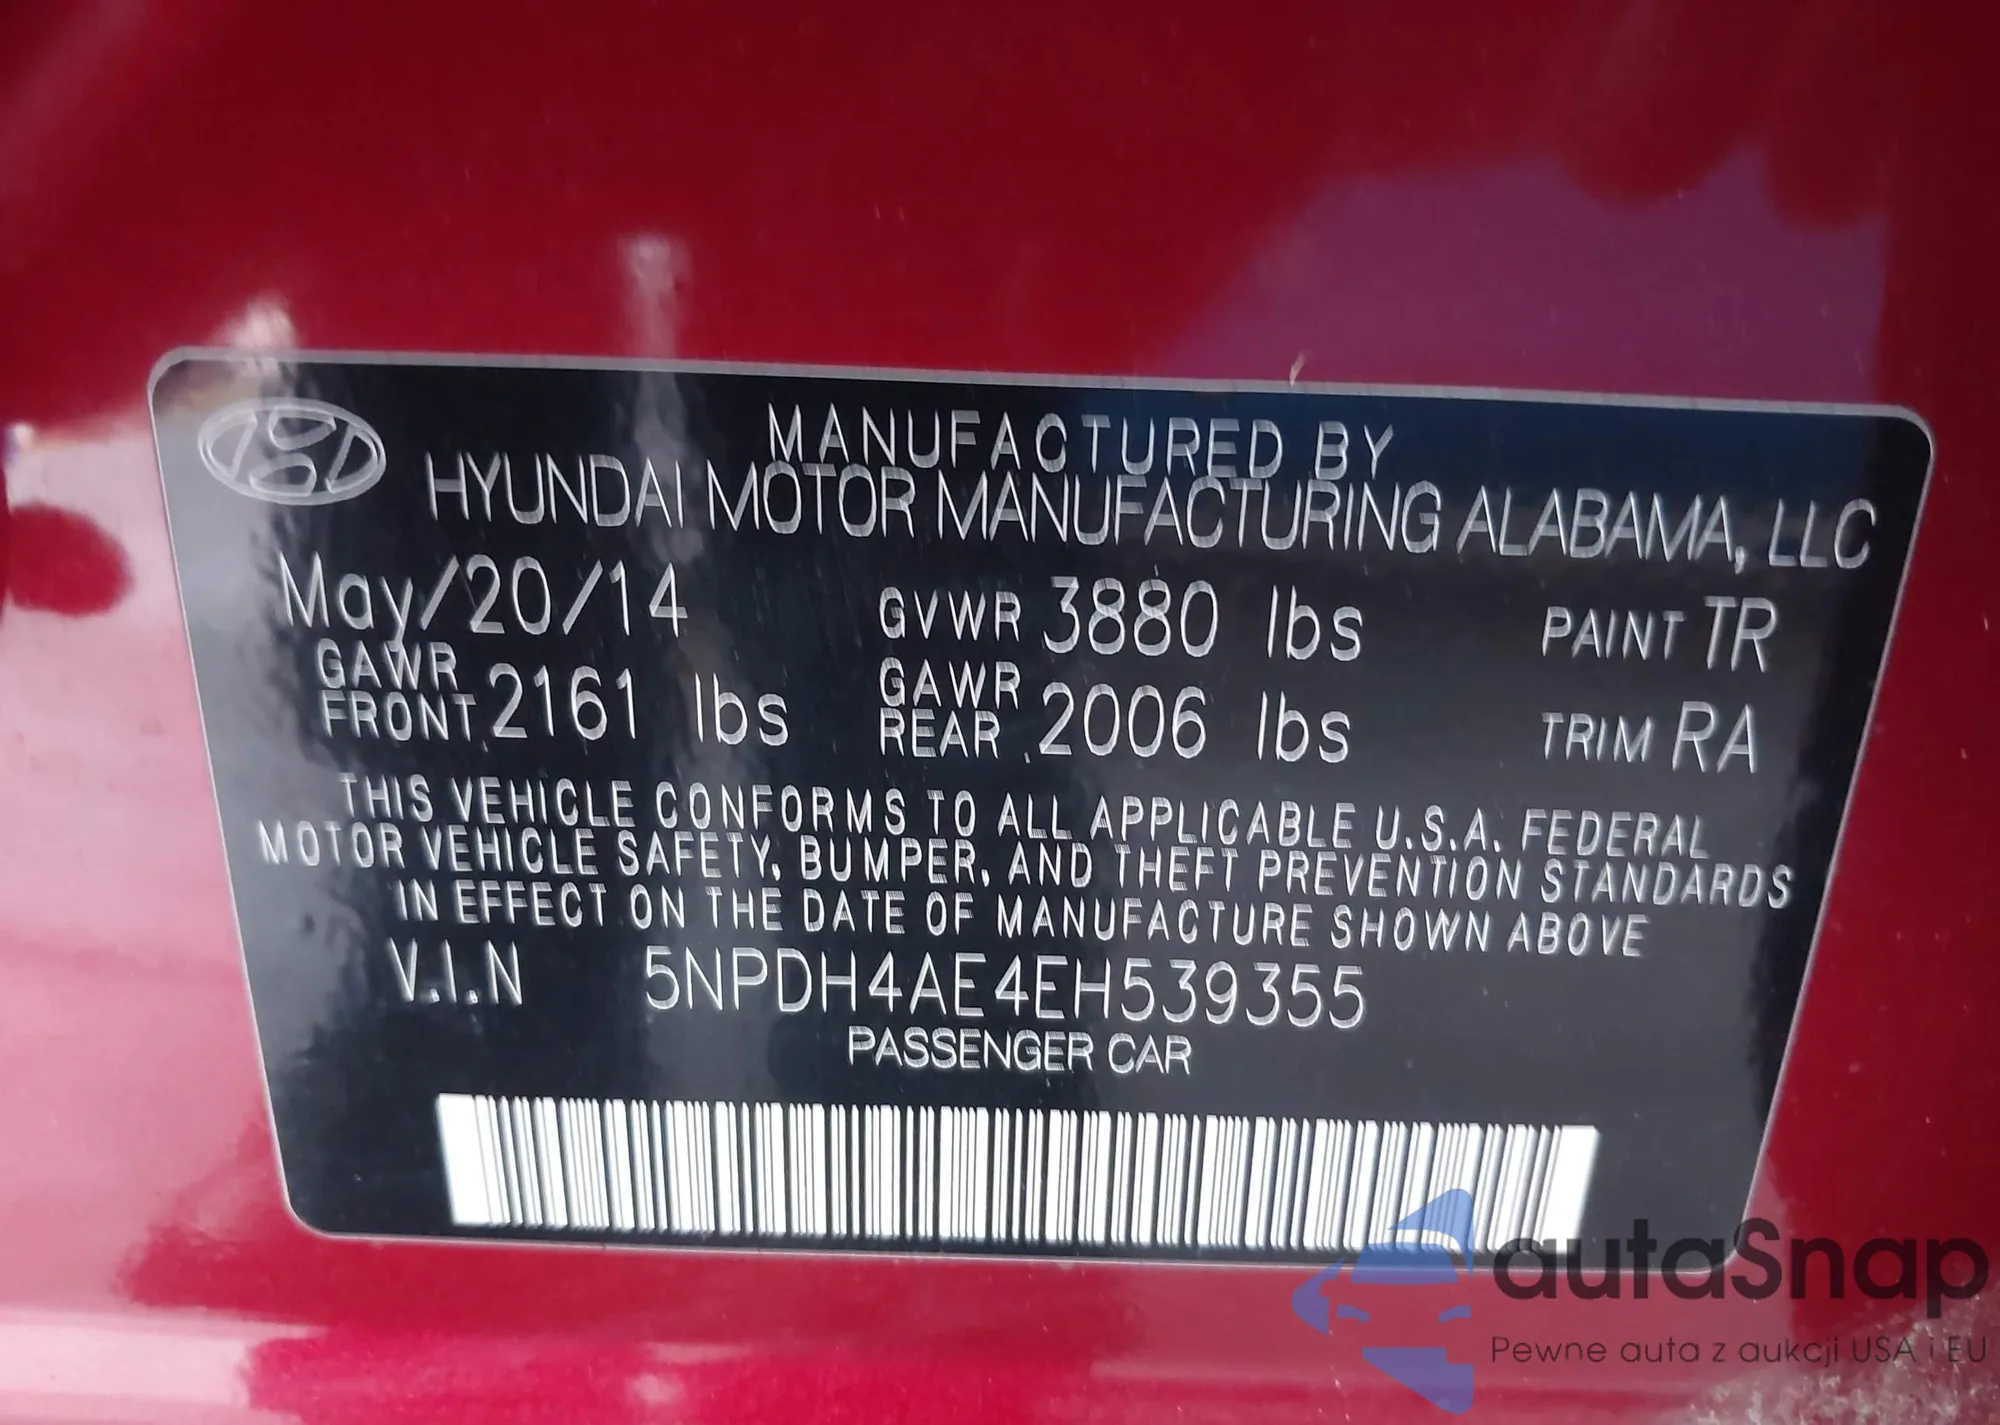 MANUFACTURED BY
HYUNDAI MOTOR MANUFACTURING ALABAMA, LLC
May/20/14 GVWR 3880 lbs PAINT TR
GAWR FRONT 2161 lbs GAWR REAR 2006 lbs TRIM RA
THIS VEHICLE CONFORMS TO ALL APPLICABLE U.S.A. FEDERAL
MOTOR VEHICLE SAFETY, BUMPER, AND THEFT PREVENTION STANDARDS
IN EFFECT ON THE DATE OF MANUFACTURE SHOWN ABOVE
V.I.N 5NPDH4AE4EH539355
PASSENGER CAR
autaSnap
Pewne auta z aukcji USA i EU